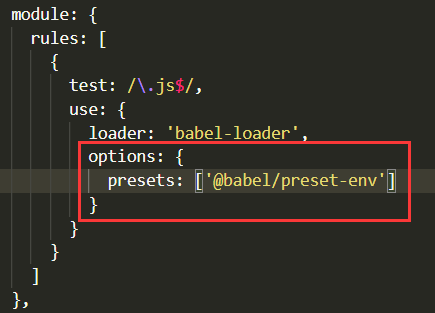 module: {
  rules: [
    {
      test: /\.js$/,
      use: {
        loader: 'babel-loader',
        options: {
          presets: ['@babel/preset-env']
        }
      }
    }
  ]
},